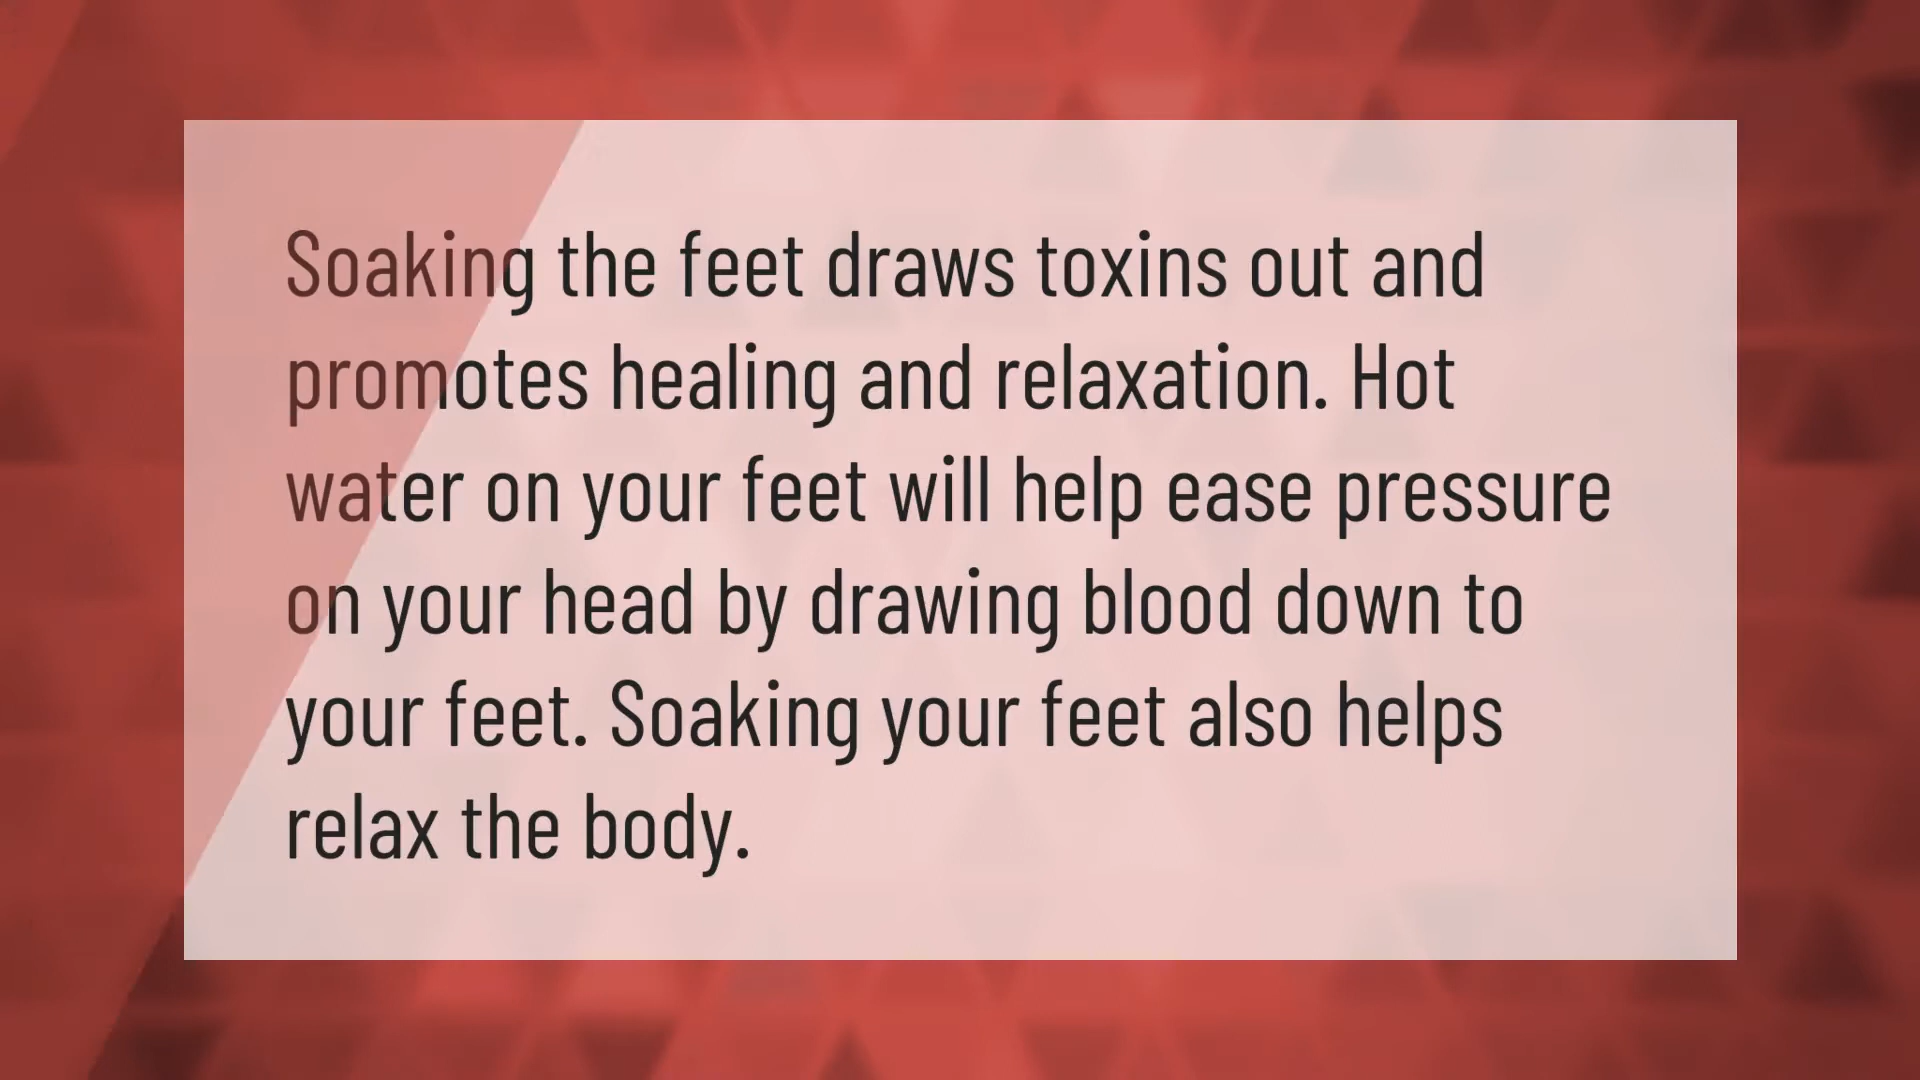 Soaking the feet draws toxins out and
promotes healing and relaxation. Hot
water on your feet will help ease pressure
on your head by drawing blood down to
your feet. Soaking your feet also helps
relax the body.